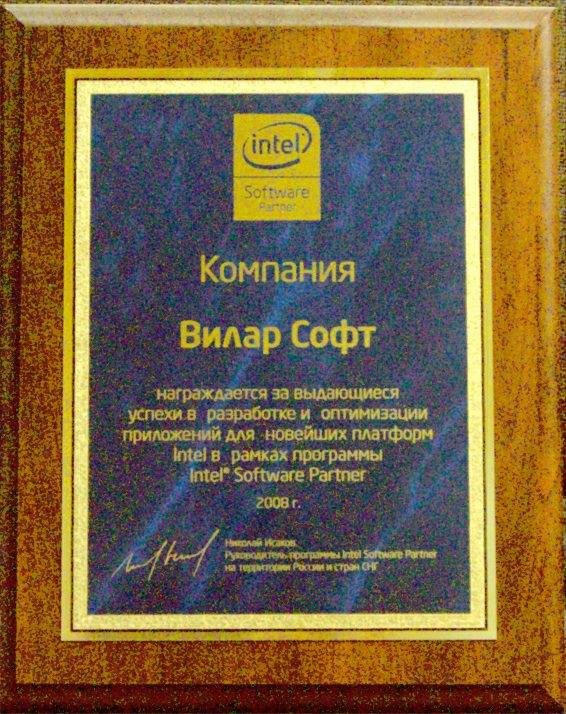 intel
Software
Partner
Компания
Вилар Софт
награждается за выдающиеся
успехи в разработке и оптимизации
приложений для новейших платформ
Intel в рамках программы
Intel® Software Partner
2008 г.
Николай Исаков
Руководитель программы Intel Software Partner
на территории России и стран СНГ